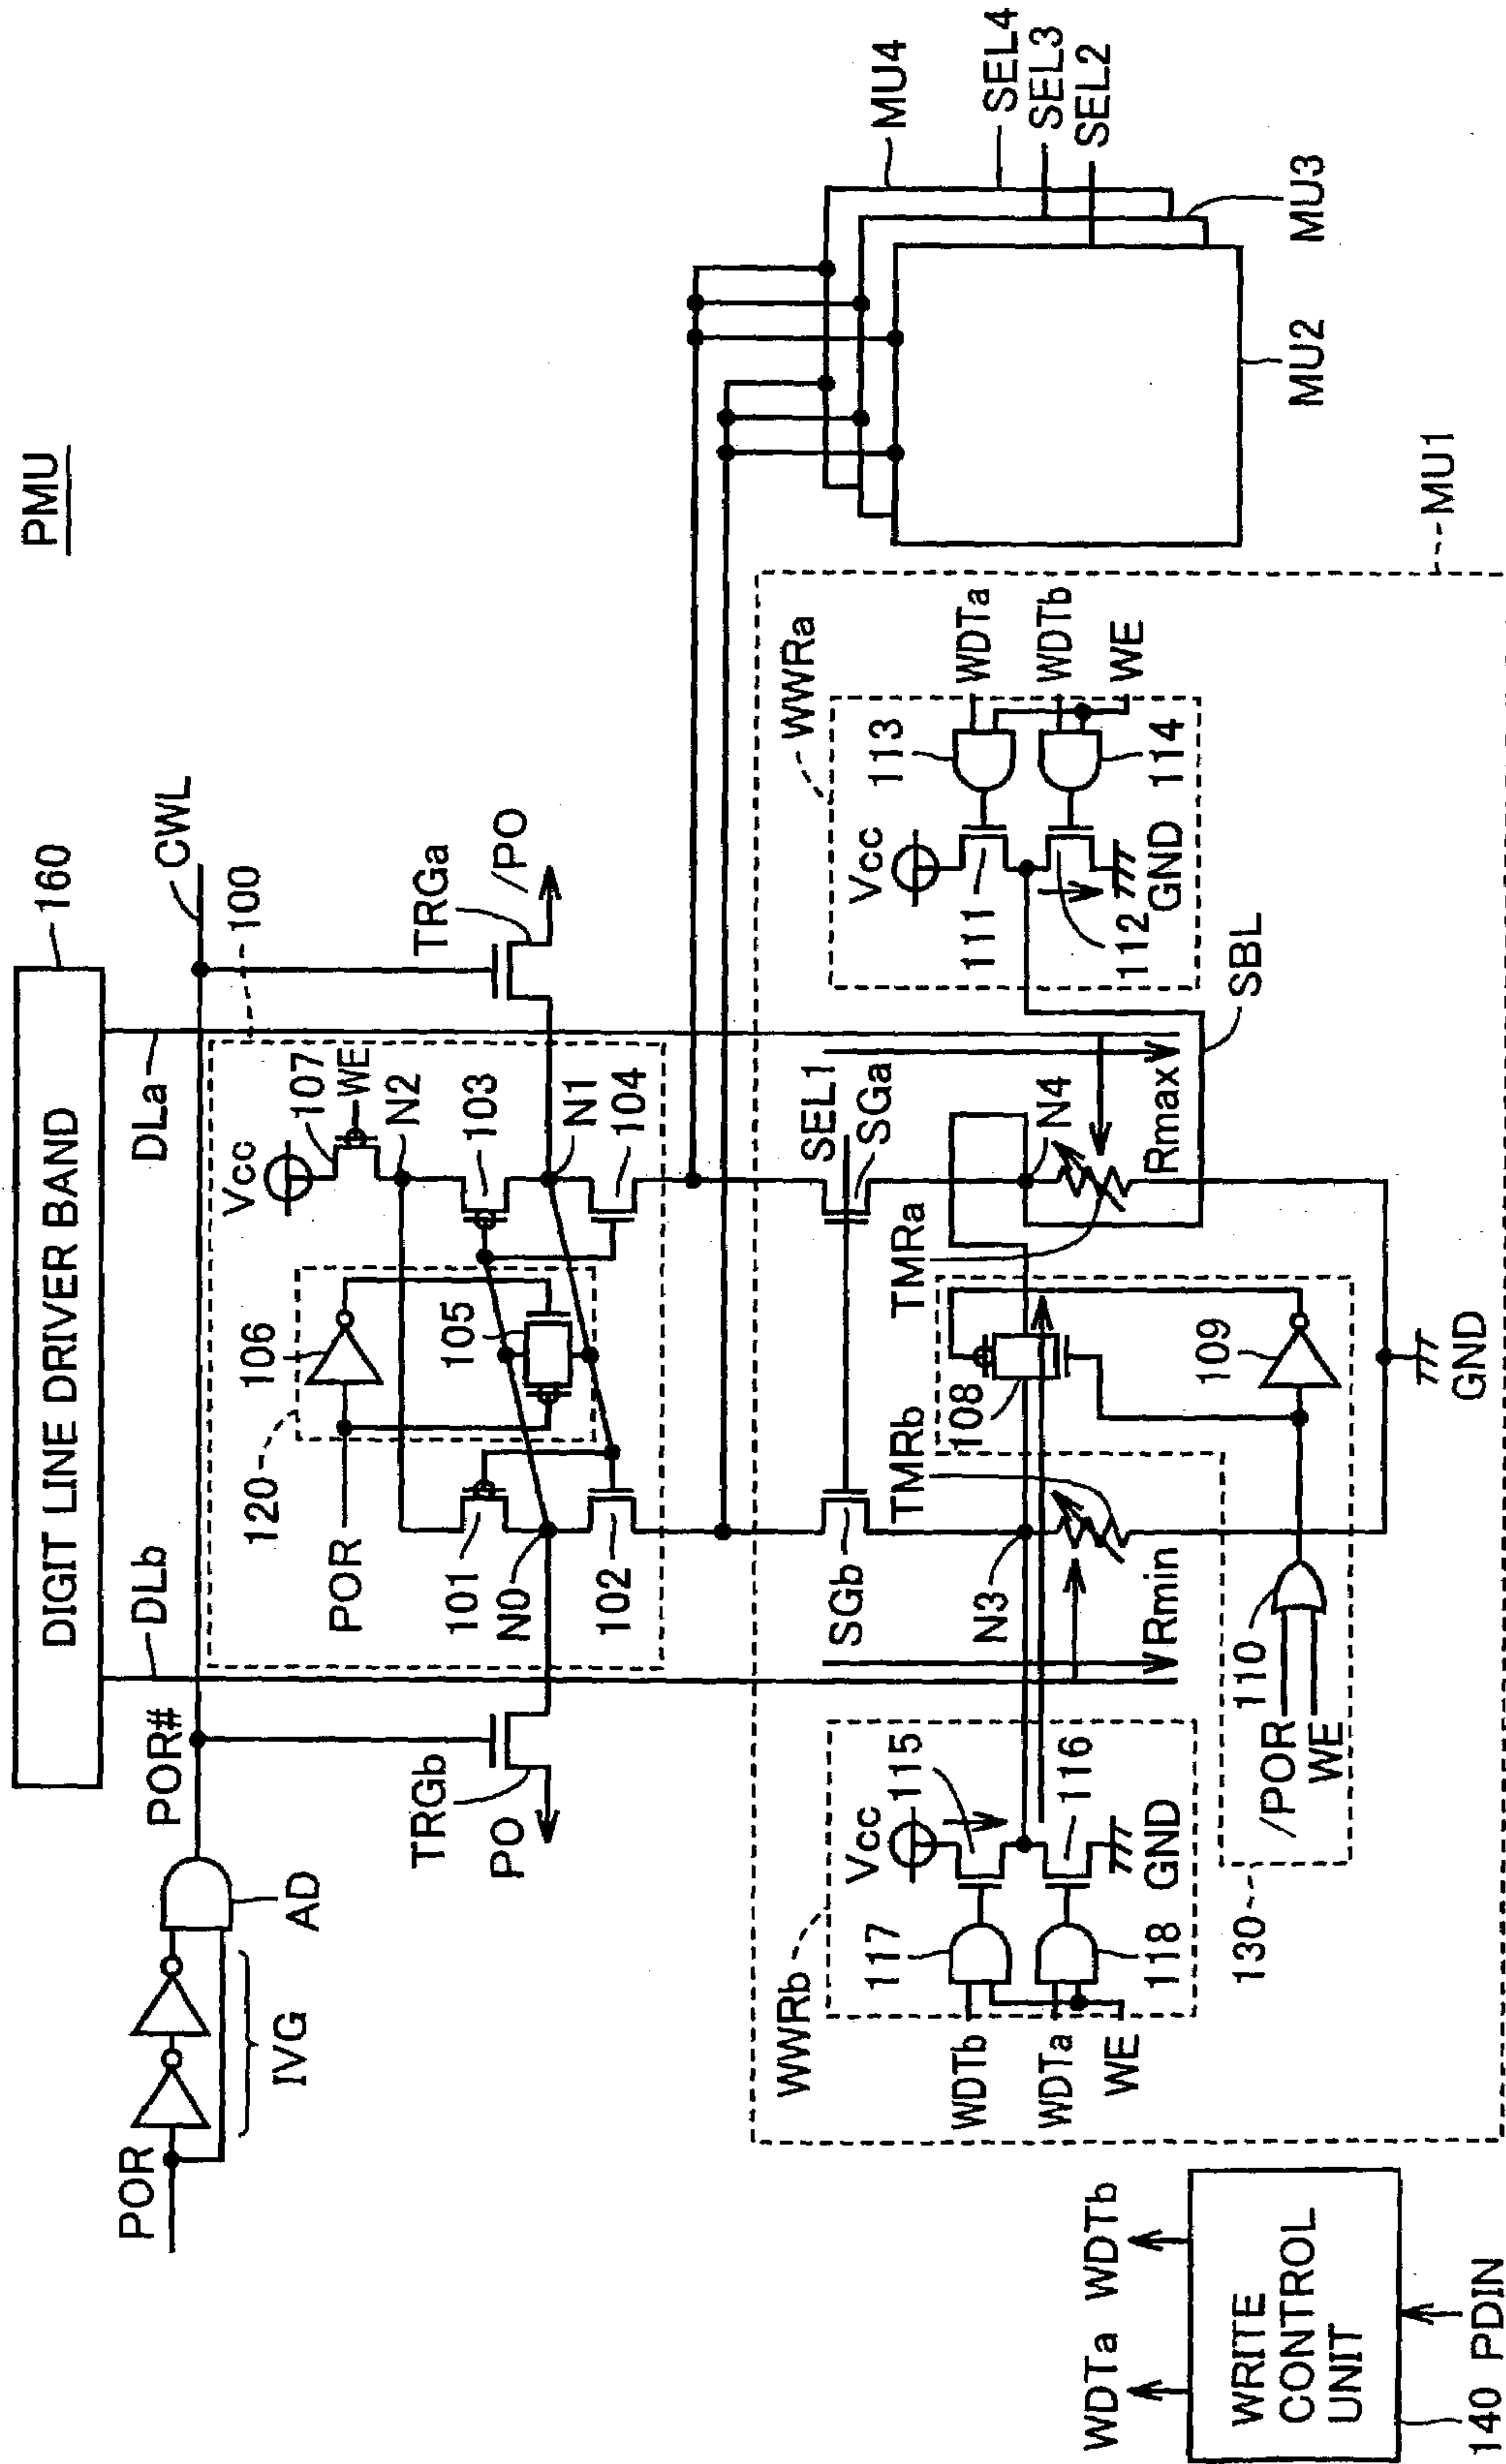 PMU
DIGIT LINE DRIVER BAND
160
POR
IVG
AD
POR#
DLb
DLa
CWL
100
120
106
POR
105
Vcc
107
WE
N2
101
103
N0
N1
102
104
TRGb
PO
TRGa
/PO
MU4
SEL4
SEL3
SEL2
MU3
MU2
MU1
SGb
SEL1
SGa
N3
N4
TMRb
TMRa
Rmin
Rmax
108
109
110
/POR
WE
130
GND
SBL
WWRb
Vcc
115
116
117
118
GND
WDTb
WDTa
WE
WWRa
Vcc
111
112
113
114
GND
WDTa
WDTb
WE
WDTa WDTb
WRITE
CONTROL
UNIT
140
PDIN